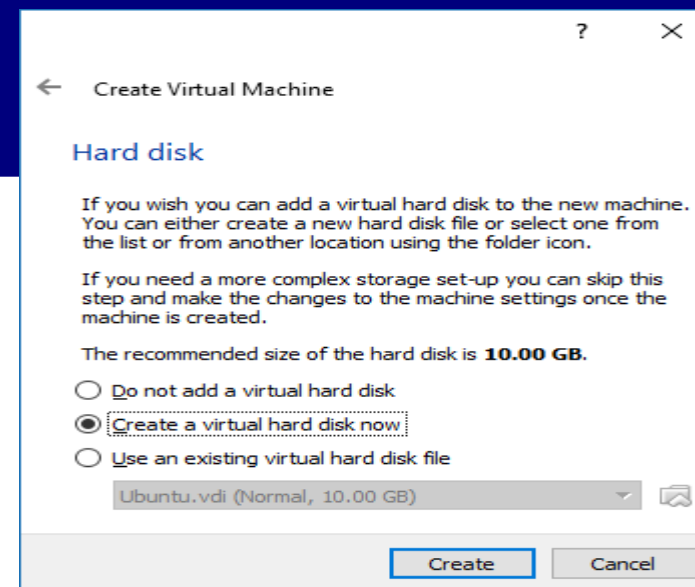 ?
Create Virtual Machine
Hard disk
If you wish you can add a virtual hard disk to the new machine.
You can either create a new hard disk file or select one from
the list or from another location using the folder icon.
If you need a more complex storage set-up you can skip this
step and make the changes to the machine settings once the
machine is created.
The recommended size of the hard disk is 10.00 GB.
Do not add a virtual hard disk
Create a virtual hard disk now
Use an existing virtual hard disk file
Ubuntu.vdi (Normal, 10.00 GB)
Create Cancel